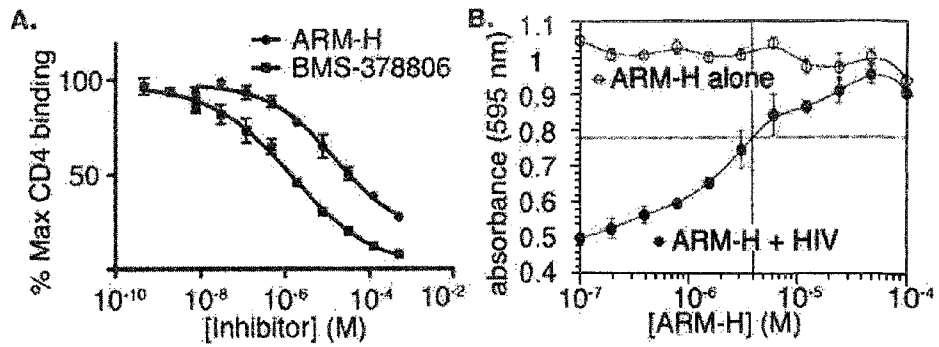 A.
ARM-H
BMS-378806
% Max CD4 binding
100
50
10-10 10-8 10-6 10-4 10-2
[Inhibitor] (M)
B.
absorbance (595 nm)
1.1
1
0.9
0.8
0.7
0.6
0.5
0.4
ARM-H alone
ARM-H + HIV
10-7 10-6 10-5 10-4
[ARM-H] (M)